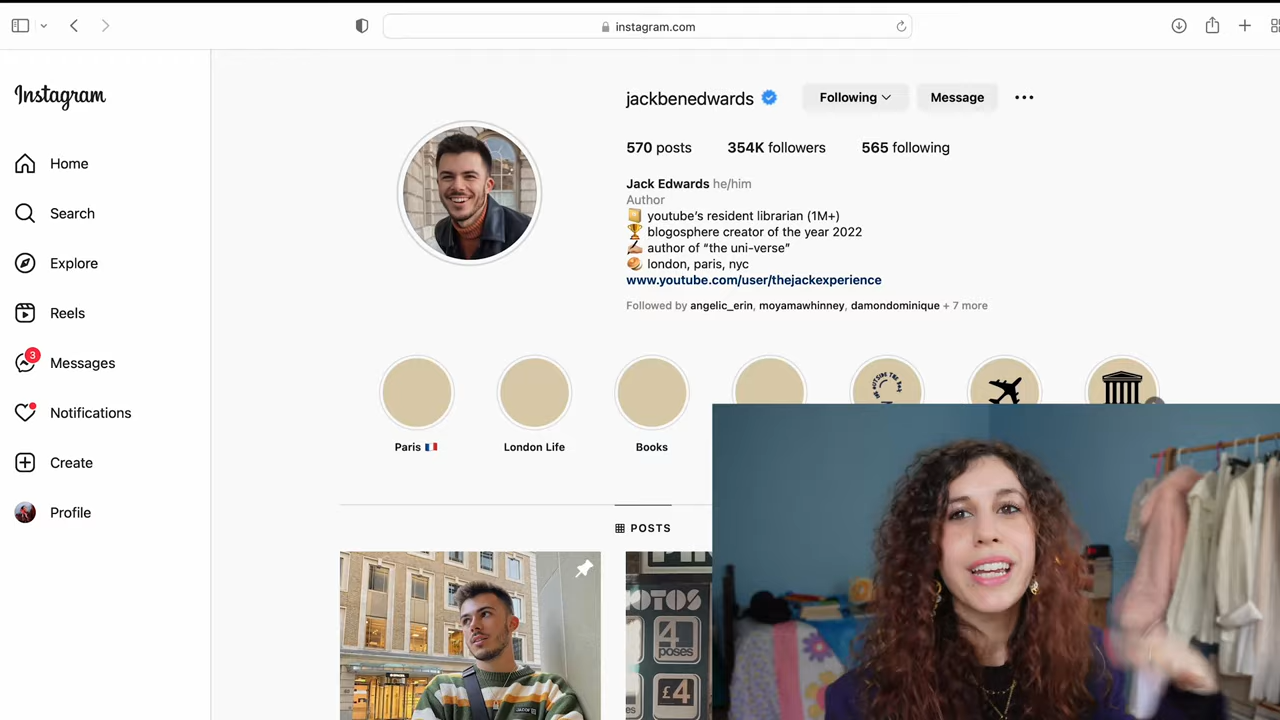 instagram.com
Instagram
Home
Search
Explore
Reels
3
Messages
Notifications
Create
Profile
jackbenedwards
Following
Message
570 posts
354K followers
565 following
Jack Edwards he/him
Author
youtube's resident librarian (1M+)
blogosphere creator of the year 2022
author of “the uni-verse”
london, paris, nyc
www.youtube.com/user/thejackexperience
Followed by angelic_erin, moyamawhinney, damondominique + 7 more
OUTSIDE THE
Paris
London Life
Books
POSTS
OTOS
4
poses
£4